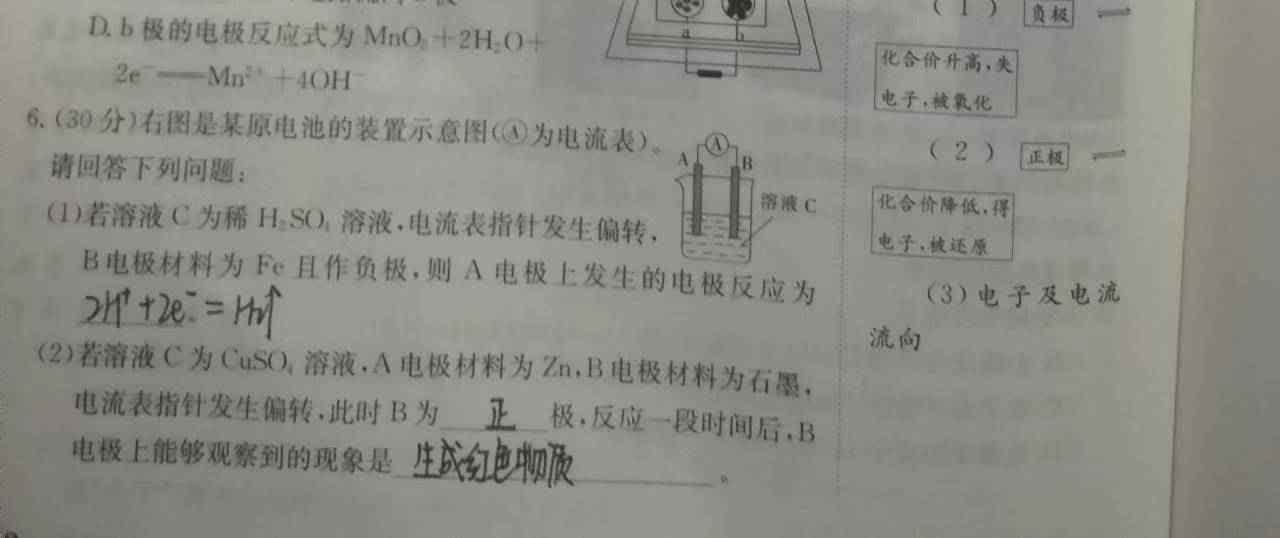 D. b 极的电极反应式为 MnO₂+2H₂O+
2e⁻══Mn²⁺+4OH⁻
6. (30 分)右图是某原电池的装置示意图(Ⓐ为电流表)。
请回答下列问题:
(1)若溶液 C 为稀 H₂SO₄ 溶液,电流表指针发生偏转,
B 电极材料为 Fe 且作负极,则 A 电极上发生的电极反应为
2H⁺+2e⁻=H₂↑
(2)若溶液 C 为 CuSO₄ 溶液,A 电极材料为 Zn,B 电极材料为石墨,
电流表指针发生偏转,此时 B 为 正 极,反应一段时间后,B
电极上能够观察到的现象是 生成红色物质 。
a b
A
A B
溶液 C
( 1 ) 负极
化合价升高,失
电子,被氧化
( 2 ) 正极
化合价降低,得
电子,被还原
(3) 电子及电流
流向